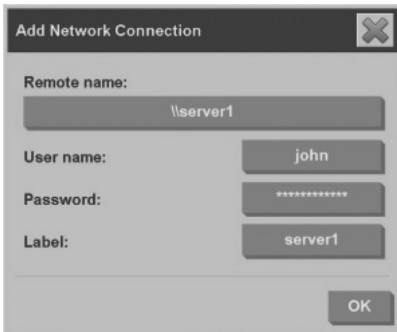 Add Network Connection
Remote name:
\\server1
User name: john
Password: ************
Label: server1
OK